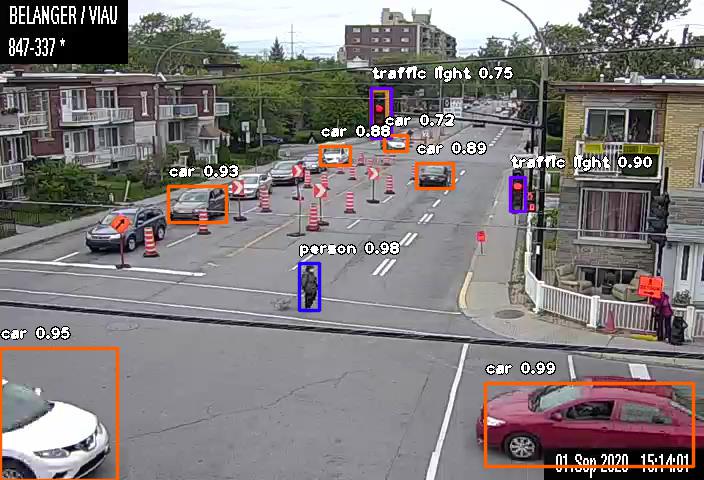 BELANGER / VIAU
847-337 *
traffic light 0.75
car 0.72
car 0.88
car 0.89
traffic light 0.90
car 0.93
person 0.98
car 0.95
car 0.99
01 Sep 2020 15:14:01